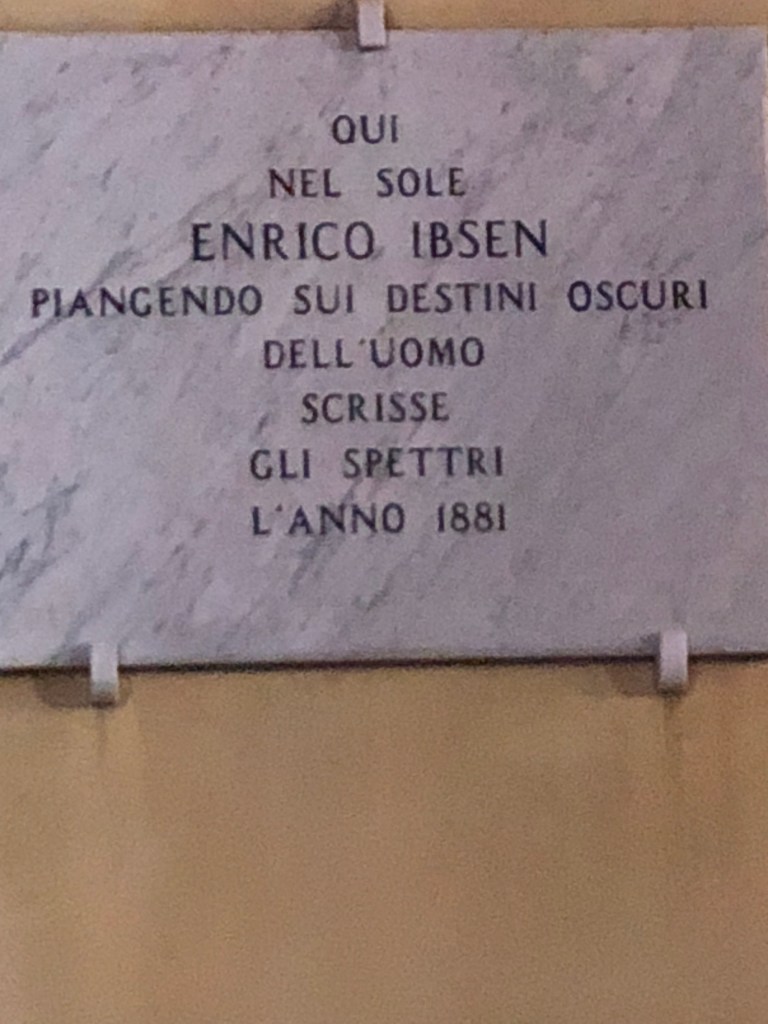 QUI
NEL SOLE
ENRICO IBSEN
PIANGENDO SUI DESTINI OSCURI
DELL'UOMO
SCRISSE
GLI SPETTRI
L'ANNO 1881